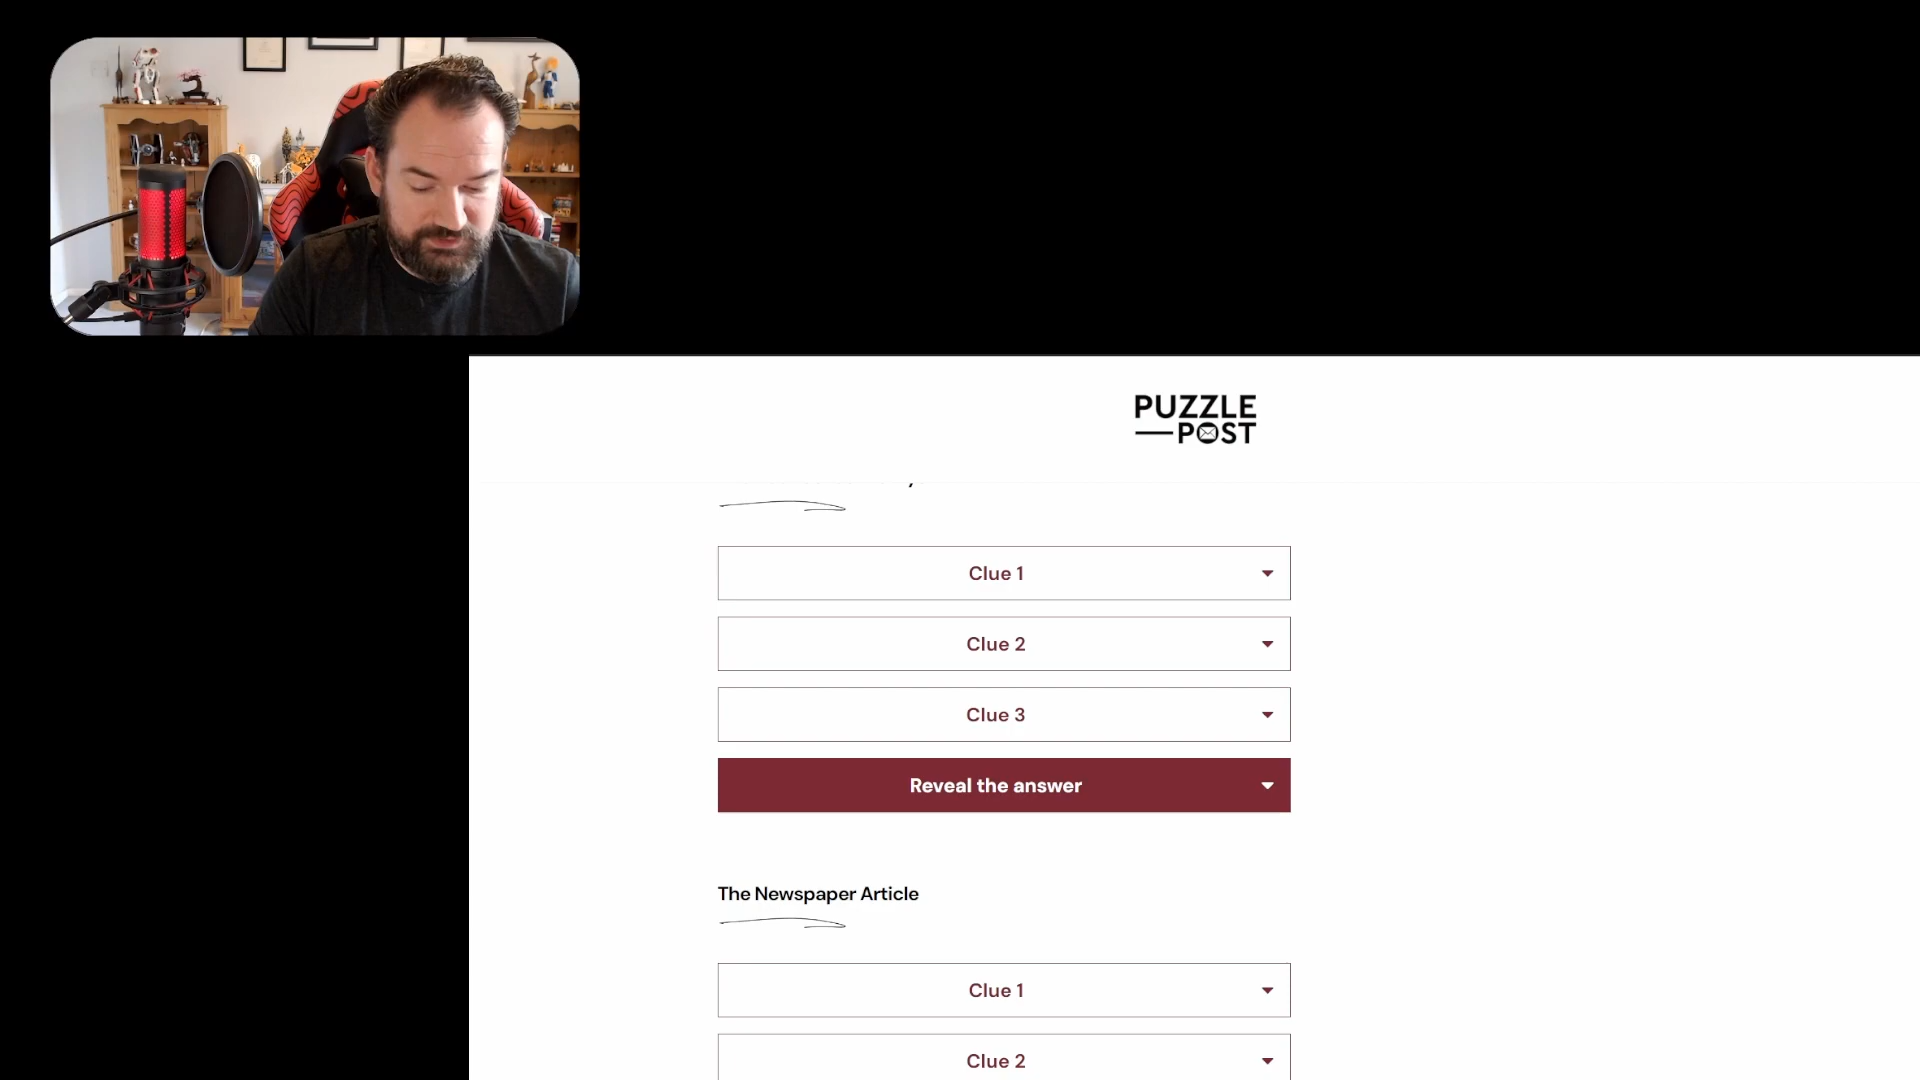 PUZZLE
POST
Clue 1
Clue 2
Clue 3
Reveal the answer
The Newspaper Article
Clue 1
Clue 2